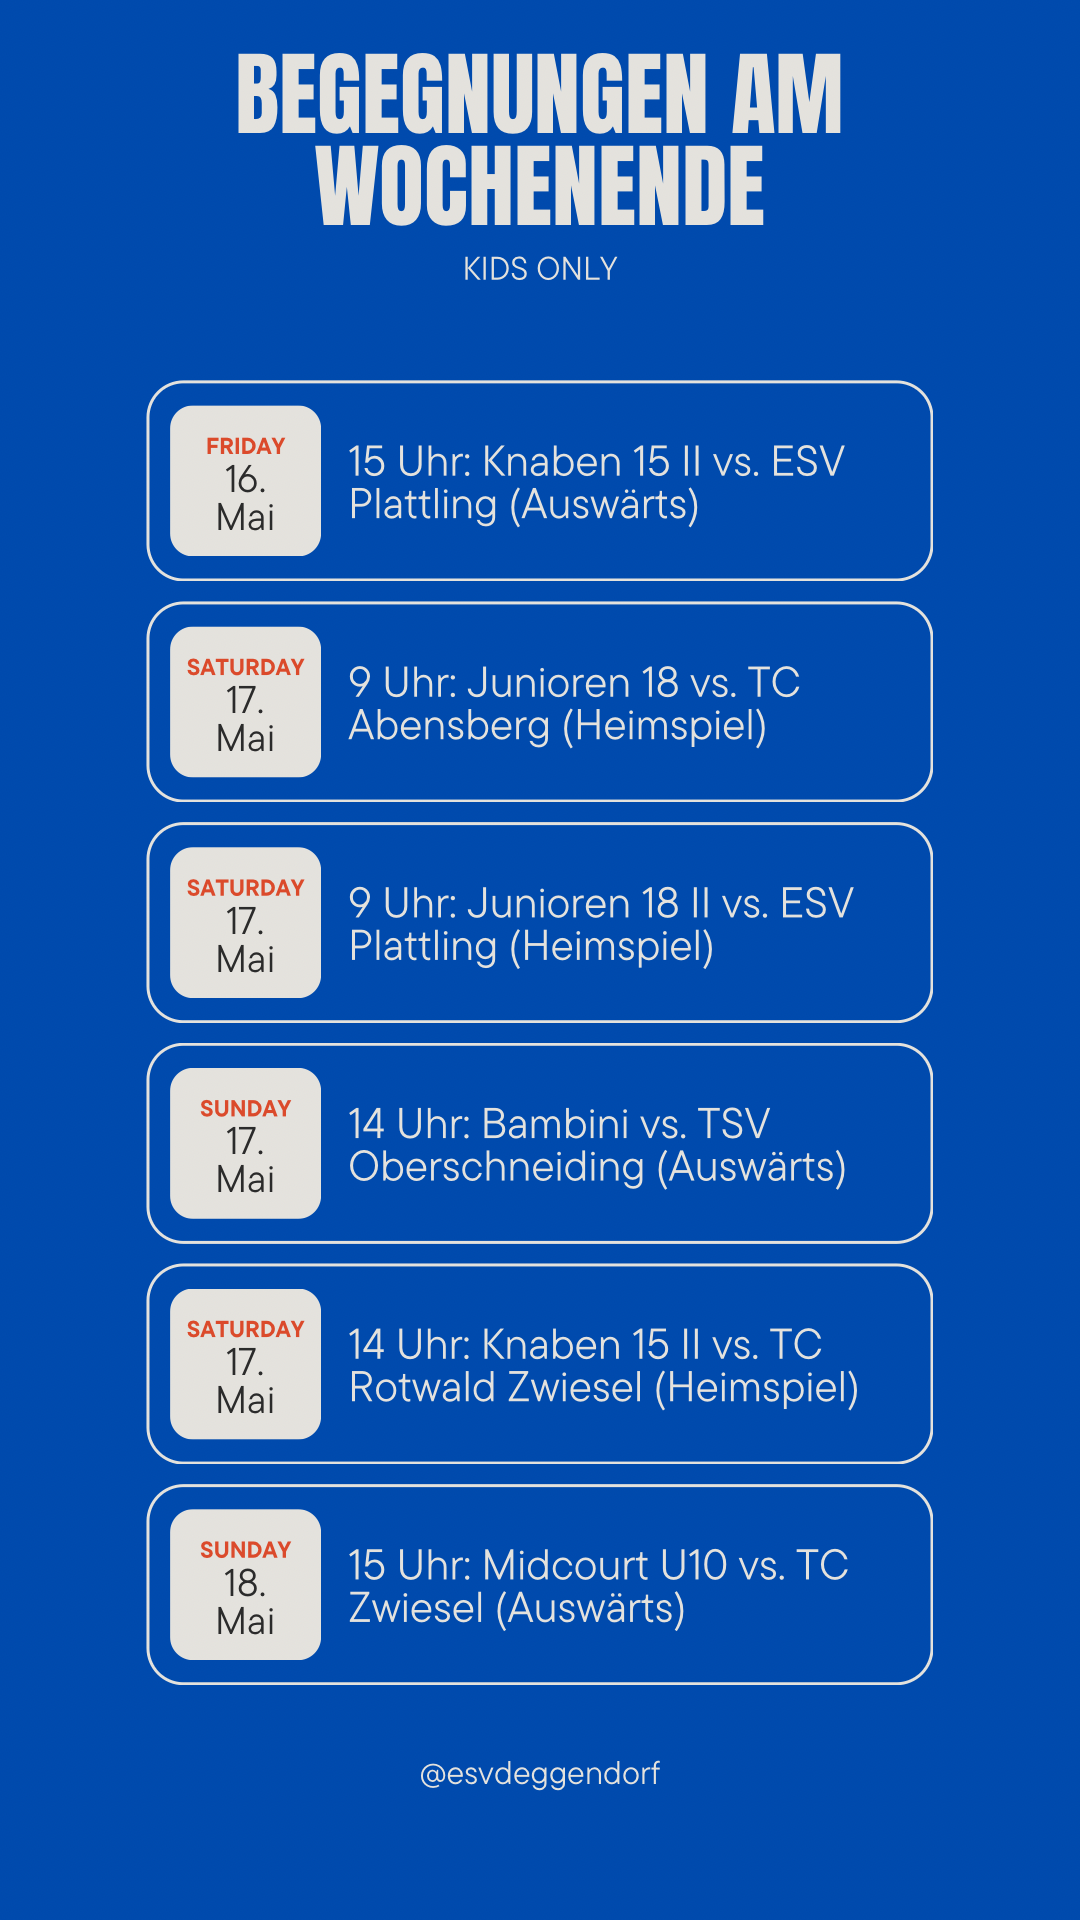 BEGEGNUNGEN AM
WOCHENENDE
KIDS ONLY
FRIDAY
16.
Mai
15 Uhr: Knaben 15 II vs. ESV
Plattling (Auswärts)
SATURDAY
17.
Mai
9 Uhr: Junioren 18 vs. TC
Abensberg (Heimspiel)
SATURDAY
17.
Mai
9 Uhr: Junioren 18 II vs. ESV
Plattling (Heimspiel)
SUNDAY
17.
Mai
14 Uhr: Bambini vs. TSV
Oberschneiding (Auswärts)
SATURDAY
17.
Mai
14 Uhr: Knaben 15 II vs. TC
Rotwald Zwiesel (Heimspiel)
SUNDAY
18.
Mai
15 Uhr: Midcourt U10 vs. TC
Zwiesel (Auswärts)
@esvdeggendorf